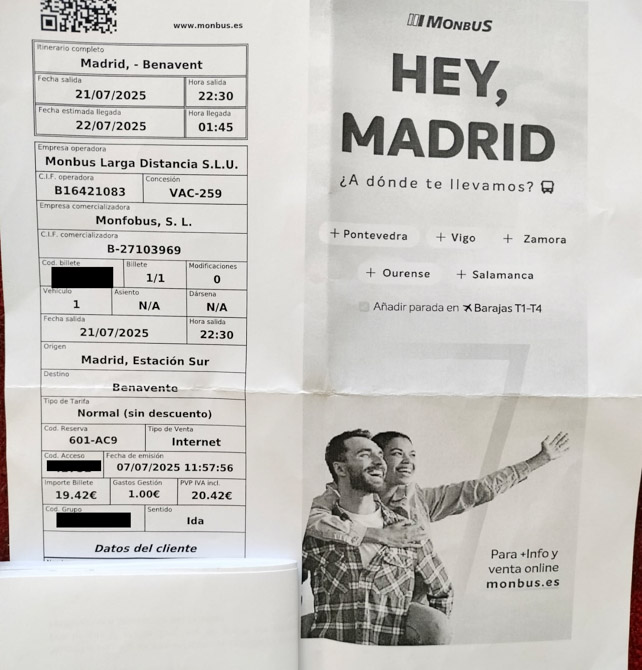 www.monbus.es
Itinerario completo
Madrid, - Benavent
Fecha salida Hora salida
21/07/2025 22:30
Fecha estimada llegada Hora llegada
22/07/2025 01:45
Empresa operadora
Monbus Larga Distancia S.L.U.
C.I.F. operadora Concesión
B16421083 VAC-259
Empresa comercializadora
Monfobus, S. L.
C.I.F. comercializadora
B-27103969
Cod. billete Billete Modificaciones
1/1 0
Vehículo Asiento Dársena
1 N/A N/A
Fecha salida Hora salida
21/07/2025 22:30
Origen
Madrid, Estación Sur
Destino
Benavente
Tipo de Tarifa
Normal (sin descuento)
Cod. Reserva Tipo de Venta
601-AC9 Internet
Cod. Acceso Fecha de emisión
07/07/2025 11:57:56
Importe Billete Gastos Gestión PVP IVA incl.
19.42€ 1.00€ 20.42€
Cod. Grupo Sentido
Ida
Datos del cliente
MONBUS
HEY,
MADRID
¿A dónde te llevamos?
+ Pontevedra + Vigo + Zamora
+ Ourense + Salamanca
Añadir parada en Barajas T1-T4
Para +Info y
venta online
monbus.es